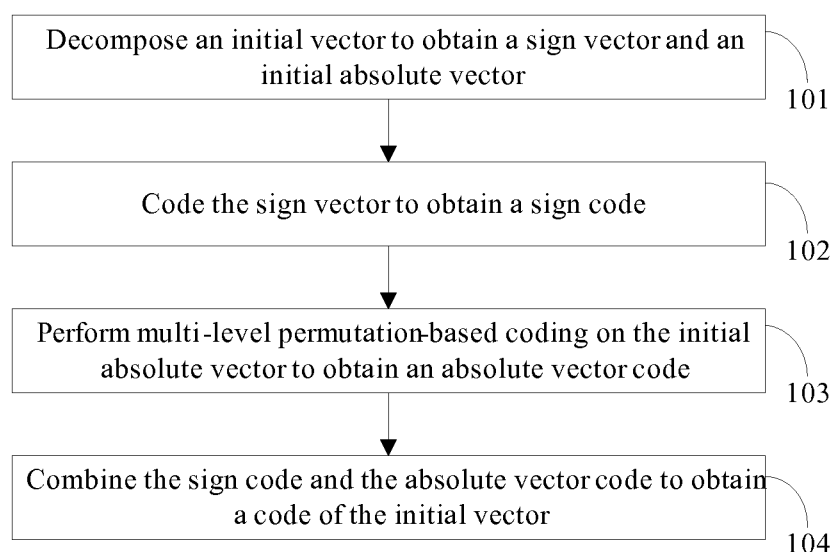 Decompose an initial vector to obtain a sign vector and an
initial absolute vector
101
Code the sign vector to obtain a sign code
102
Perform multi-level permutation-based coding on the initial
absolute vector to obtain an absolute vector code
103
Combine the sign code and the absolute vector code to obtain
a code of the initial vector
104